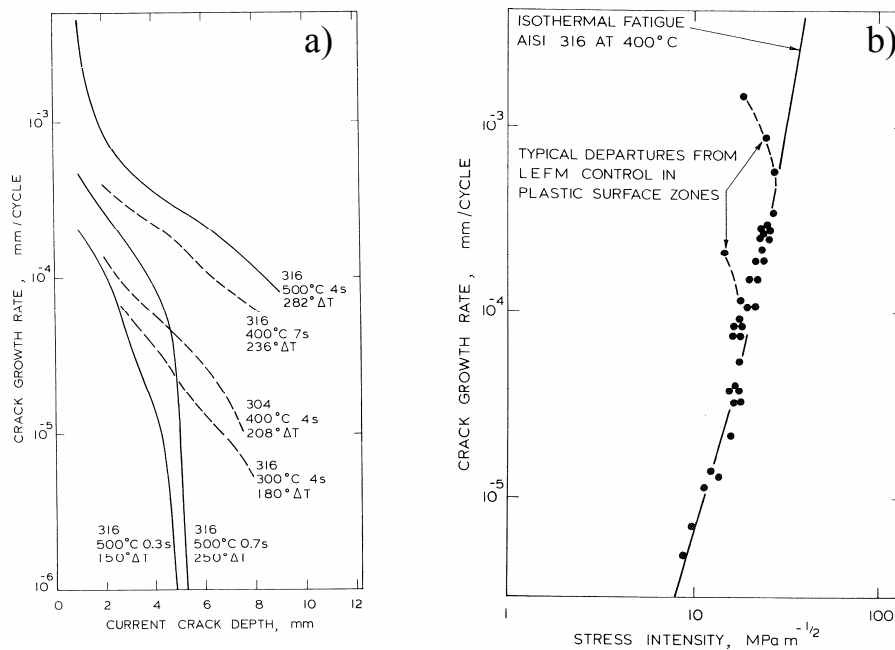 a)
10⁻³
10⁻⁴
10⁻⁵
10⁻⁶
CRACK GROWTH RATE, mm/CYCLE
316
500°C 4s
282°ΔT
316
400°C 7s
236°ΔT
304
400°C 4s
208°ΔT
316
300°C 4s
180°ΔT
316
500°C 0.3s
150°ΔT
316
500°C 0.7s
250°ΔT
0 2 4 6 8 10 12
CURRENT CRACK DEPTH, mm
b)
ISOTHERMAL FATIGUE
AISI 316 AT 400°C
TYPICAL DEPARTURES FROM
LEFM CONTROL IN
PLASTIC SURFACE ZONES
10⁻³
10⁻⁴
10⁻⁵
CRACK GROWTH RATE, mm/CYCLE
1 10 100
STRESS INTENSITY, MPa m⁻¹/²